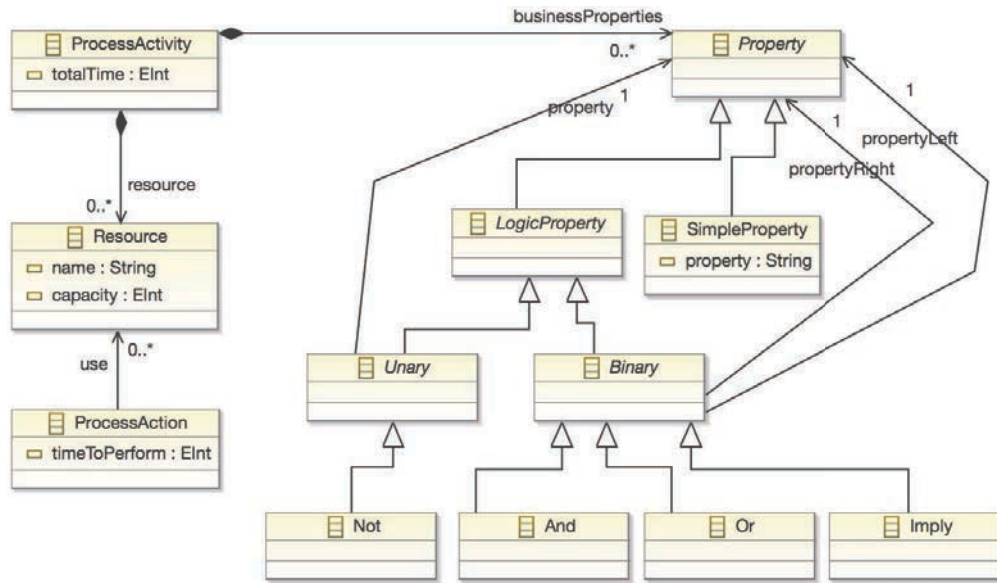 businessProperties
ProcessActivity
Property
totalTime : EInt
0..*
1
1
property
1
propertyLeft
propertyRight
resource
0..*
LogicProperty
SimpleProperty
Resource
property : String
name : String
capacity : EInt
0..*
use
Unary
Binary
ProcessAction
timeToPerform : EInt
Not
And
Or
Imply